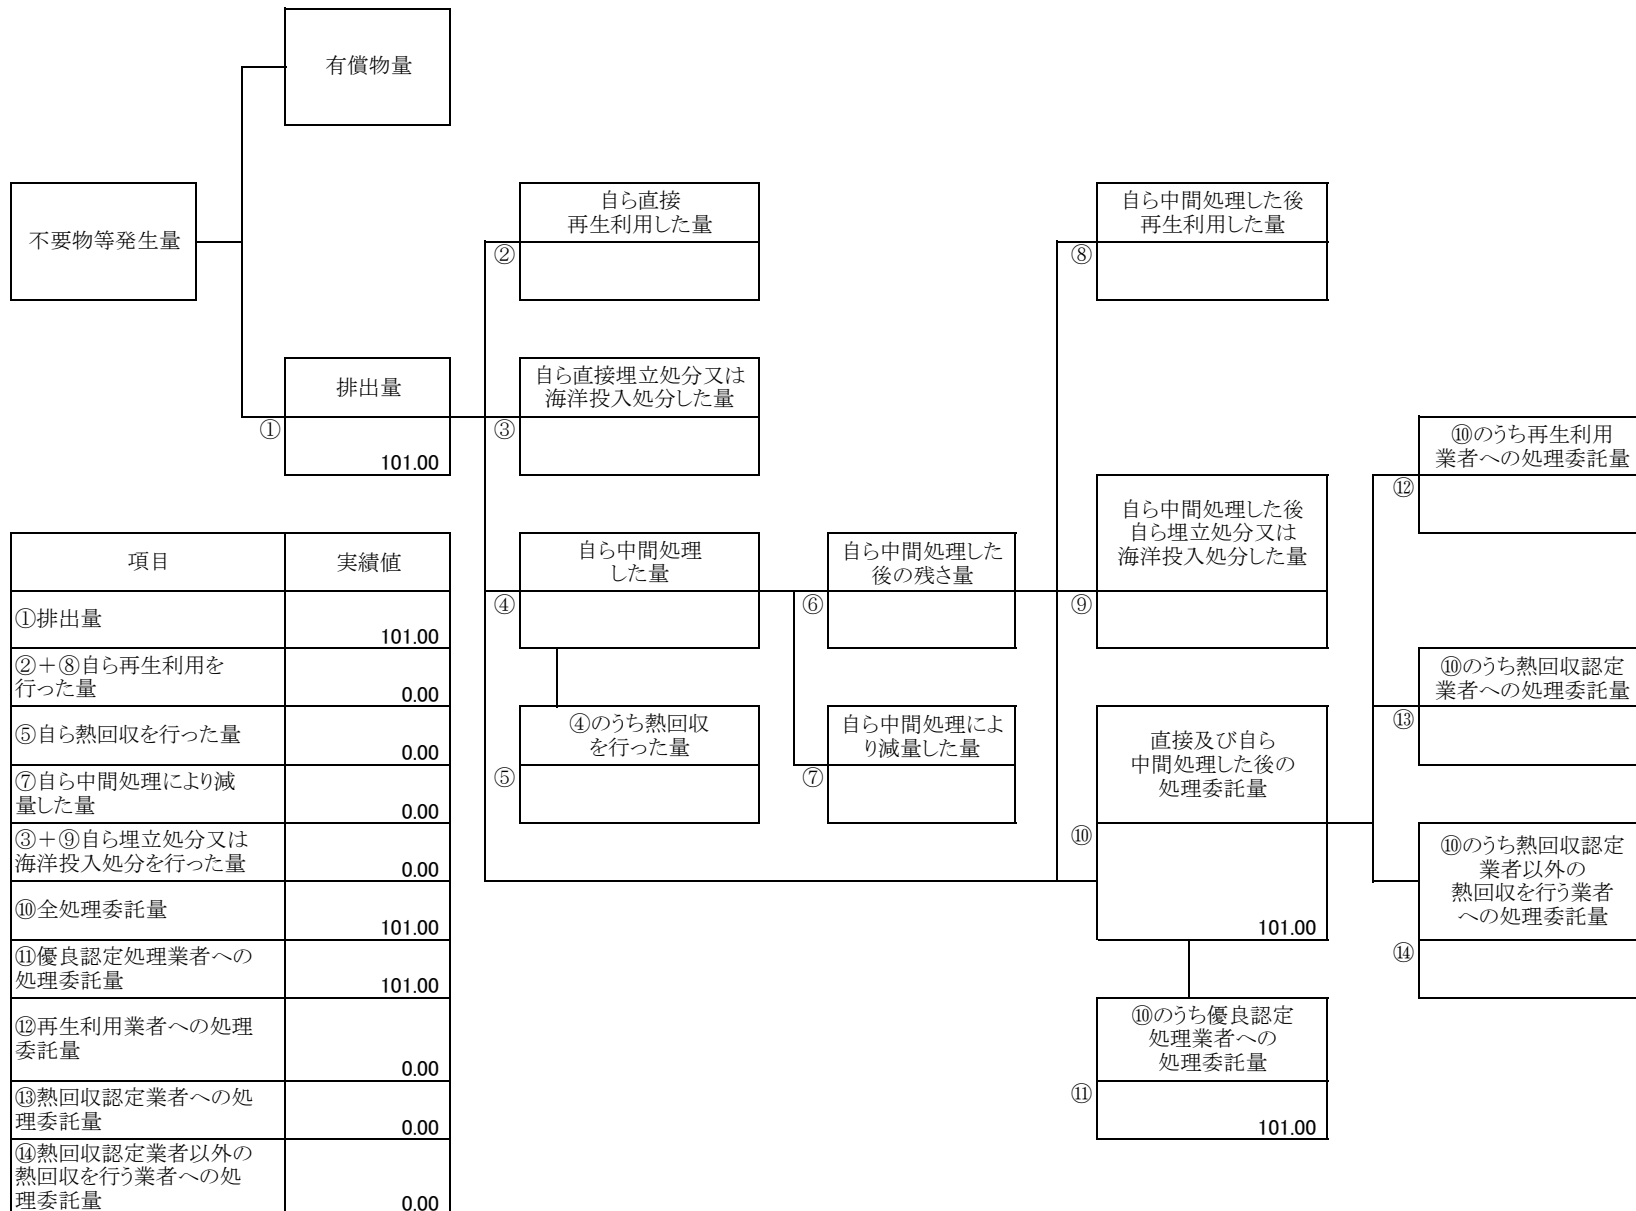 有償物量
不要物等発生量
自ら直接
再生利用した量
②
自ら中間処理した後
再生利用した量
⑧
排出量
①
101.00
自ら直接埋立処分又は
海洋投入処分した量
③
⑩のうち再生利用
業者への処理委託量
⑫
自ら中間処理した後
自ら埋立処分又は
海洋投入処分した量
⑨
自ら中間処理
した量
④
自ら中間処理した
後の残さ量
⑥
⑩のうち熱回収認定
業者への処理委託量
⑬
④のうち熱回収
を行った量
⑤
自ら中間処理によ
り減量した量
⑦
直接及び自ら
中間処理した後の
処理委託量
⑩
101.00
⑩のうち熱回収認定
業者以外の
熱回収を行う業者
への処理委託量
⑭
⑩のうち優良認定
処理業者への
処理委託量
⑪
101.00
項目 実績値
①排出量
101.00
②+⑧自ら再生利用を
行った量
0.00
⑤自ら熱回収を行った量
0.00
⑦自ら中間処理により減
量した量
0.00
③+⑨自ら埋立処分又は
海洋投入処分を行った量
0.00
⑩全処理委託量
101.00
⑪優良認定処理業者への
処理委託量
101.00
⑫再生利用業者への処理
委託量
0.00
⑬熱回収認定業者への処
理委託量
0.00
⑭熱回収認定業者以外の
熱回収を行う業者への処
理委託量
0.00